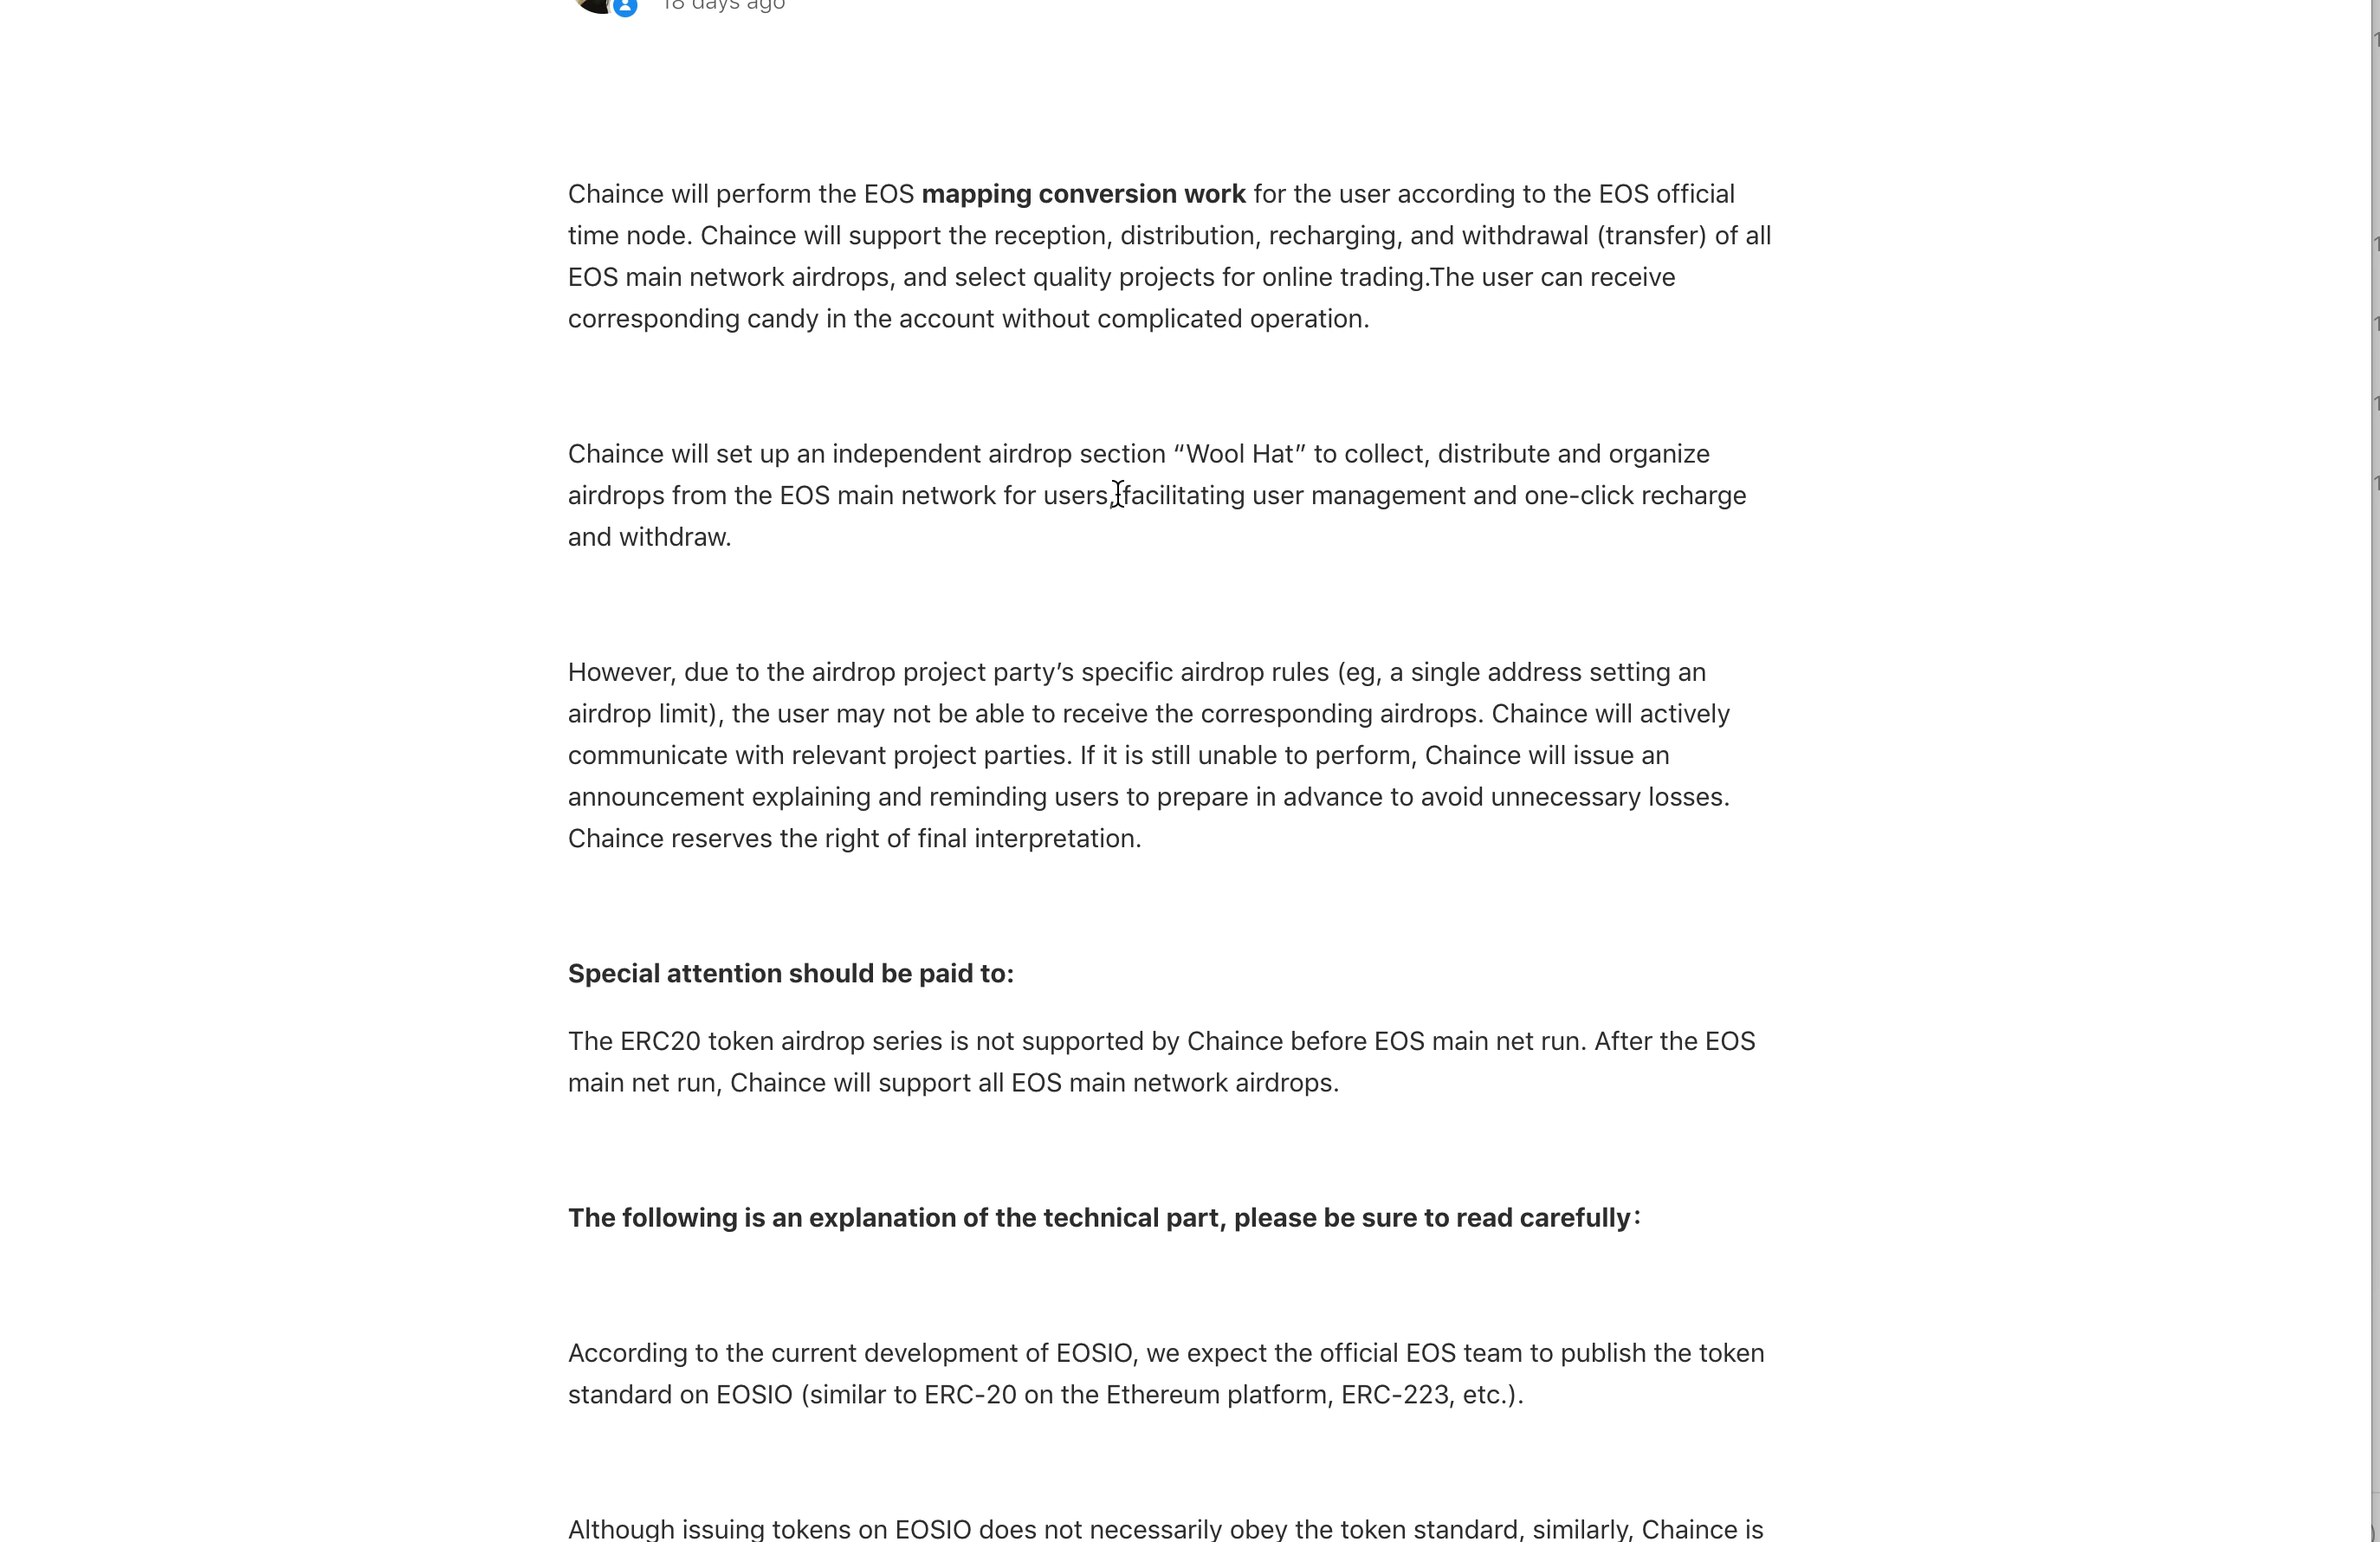 18 days ago
Chaince will perform the EOS mapping conversion work for the user according to the EOS official
time node. Chaince will support the reception, distribution, recharging, and withdrawal (transfer) of all
EOS main network airdrops, and select quality projects for online trading.The user can receive
corresponding candy in the account without complicated operation.
Chaince will set up an independent airdrop section “Wool Hat” to collect, distribute and organize
airdrops from the EOS main network for users, facilitating user management and one-click recharge
and withdraw.
However, due to the airdrop project party’s specific airdrop rules (eg, a single address setting an
airdrop limit), the user may not be able to receive the corresponding airdrops. Chaince will actively
communicate with relevant project parties. If it is still unable to perform, Chaince will issue an
announcement explaining and reminding users to prepare in advance to avoid unnecessary losses.
Chaince reserves the right of final interpretation.
Special attention should be paid to:
The ERC20 token airdrop series is not supported by Chaince before EOS main net run. After the EOS
main net run, Chaince will support all EOS main network airdrops.
The following is an explanation of the technical part, please be sure to read carefully：
According to the current development of EOSIO, we expect the official EOS team to publish the token
standard on EOSIO (similar to ERC-20 on the Ethereum platform, ERC-223, etc.).
Although issuing tokens on EOSIO does not necessarily obey the token standard, similarly, Chaince is